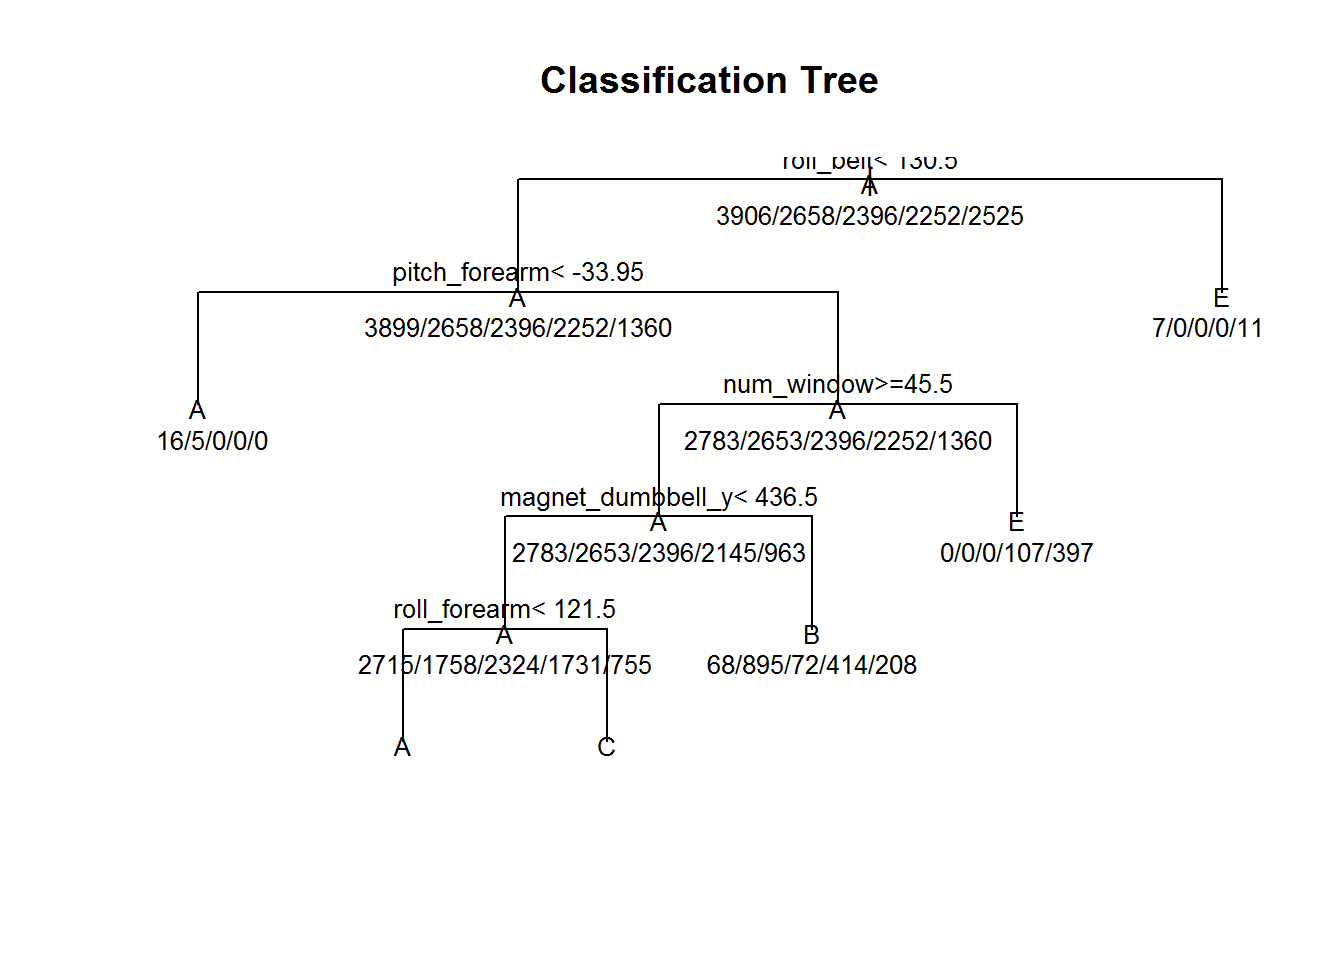 Classification Tree
roll_belt< 130.5
A
3906/2658/2396/2252/2525
pitch_forearm< -33.95
A
3899/2658/2396/2252/1360
E
7/0/0/0/11
num_window>=45.5
A
16/5/0/0/0
A
2783/2653/2396/2252/1360
magnet_dumbbell_y< 436.5
A
2783/2653/2396/2145/963
E
0/0/0/107/397
roll_forearm< 121.5
A
2715/1758/2324/1731/755
B
68/895/72/414/208
A
C